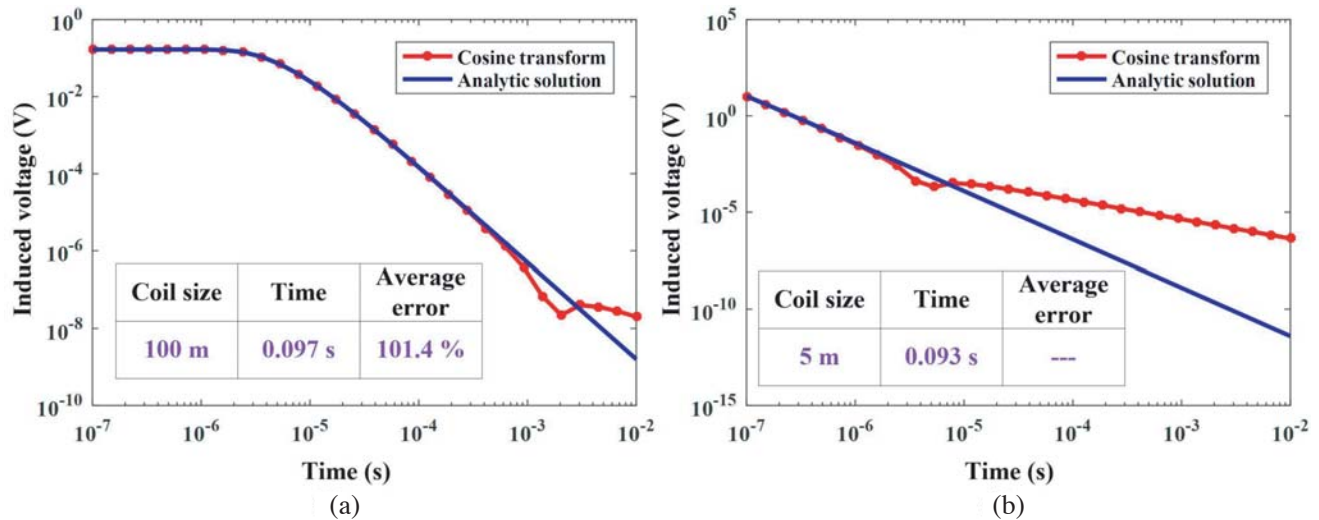 10^0
10^-2
10^-4
10^-6
10^-8
10^-10
Induced voltage (V)
Cosine transform
Analytic solution
Coil size Time Average error
100 m 0.097 s 101.4 %
10^-7 10^-6 10^-5 10^-4 10^-3 10^-2
Time (s)
(a)
10^5
10^0
10^-5
10^-10
10^-15
Induced voltage (V)
Cosine transform
Analytic solution
Coil size Time Average error
5 m 0.093 s ---
10^-7 10^-6 10^-5 10^-4 10^-3 10^-2
Time (s)
(b)